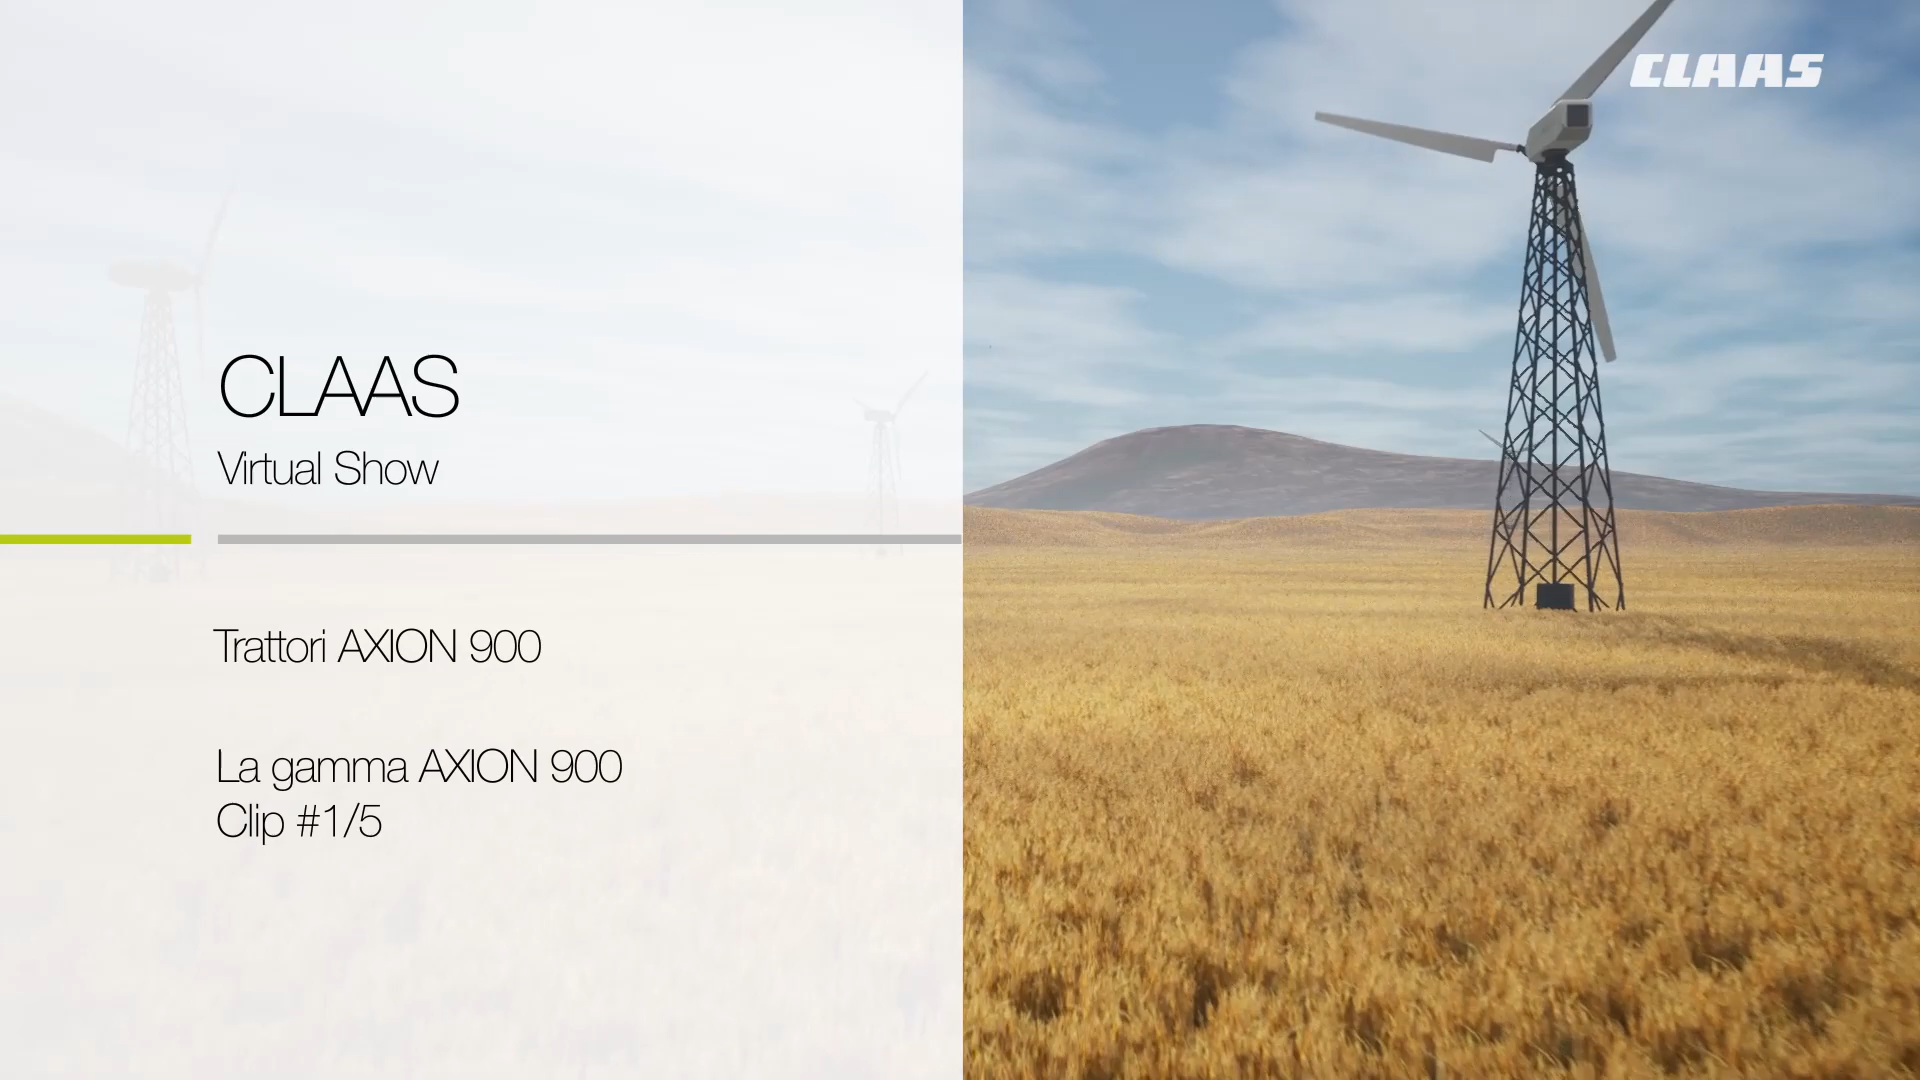 CLAAS
CLAAS
Virtual Show
Trattori AXION 900
La gamma AXION 900
Clip #1/5